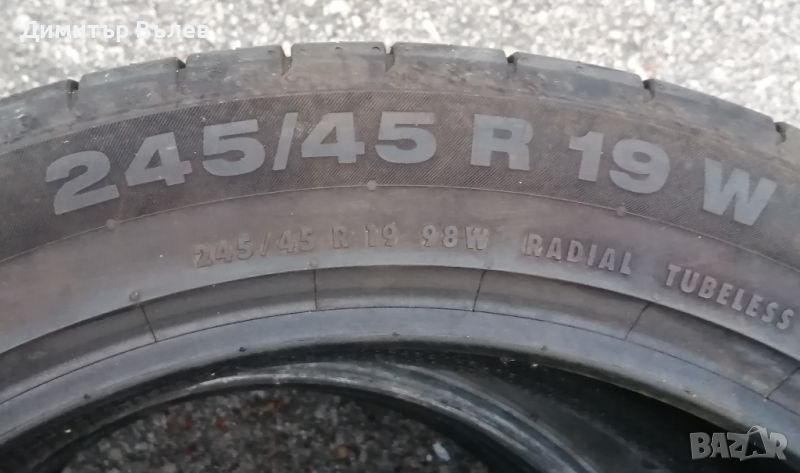 Димитър Вълев
245/45 R 19 W
245/45 R 19 98W RADIAL TUBELESS
BAZAR